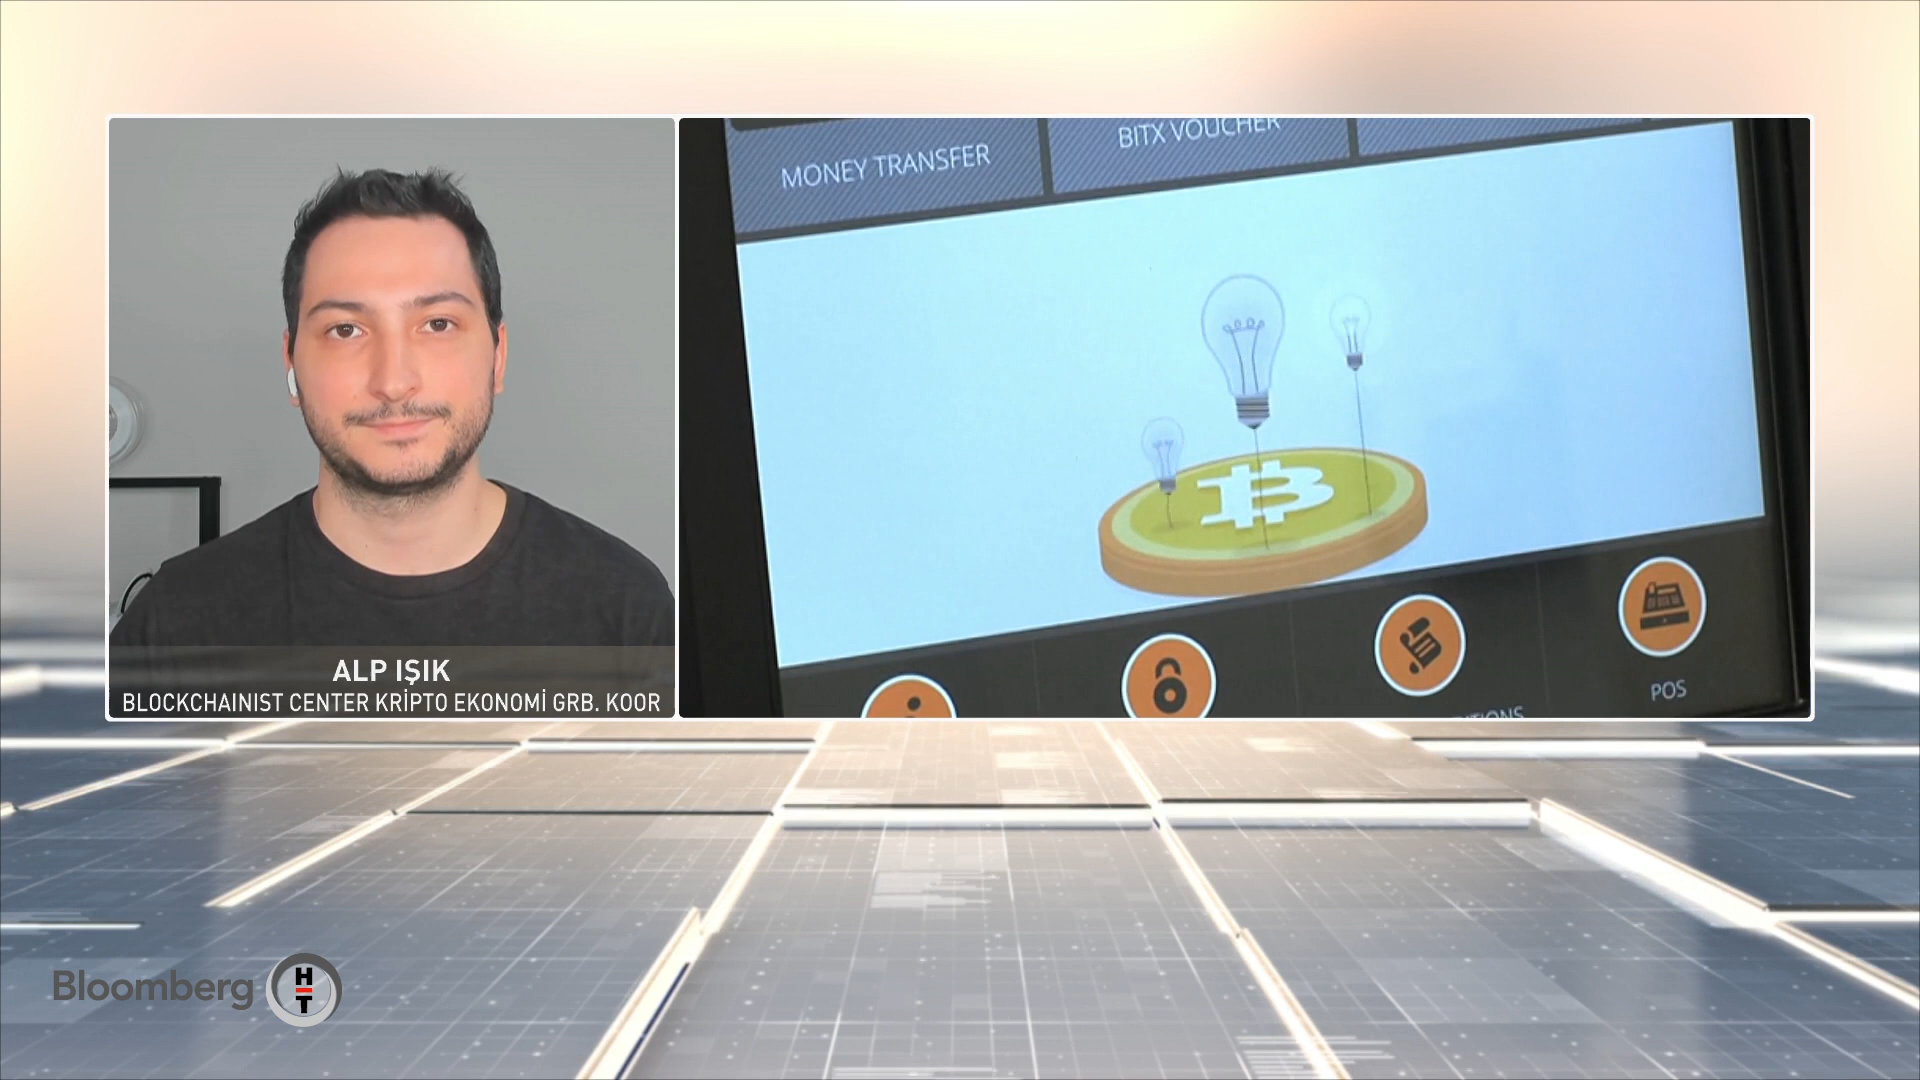 MONEY TRANSFER
BITX VOUCHER
ALP IŞIK
BLOCKCHAINIST CENTER KRİPTO EKONOMİ GRB. KOOR
POS
Bloomberg
HT